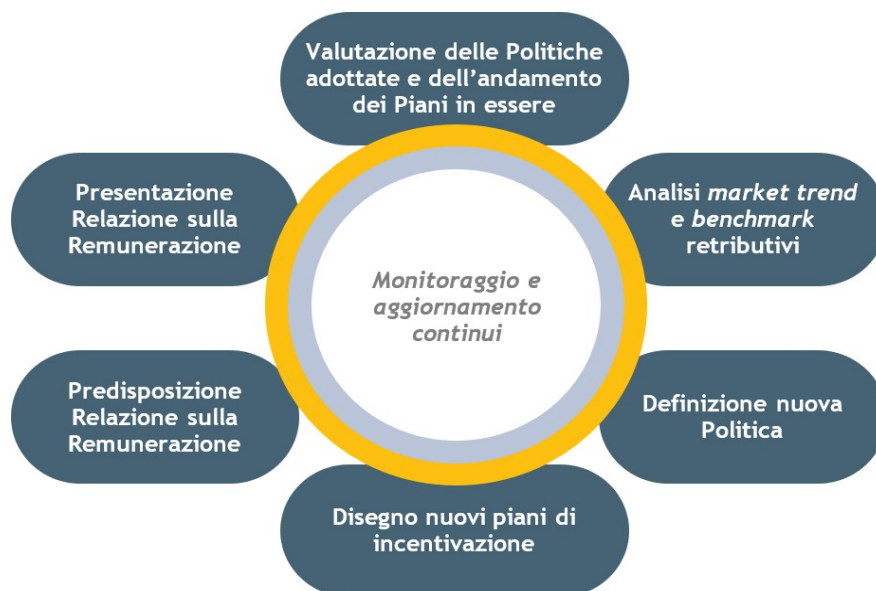 Valutazione delle Politiche
adottate e dell'andamento
dei Piani in essere
Analisi market trend
e benchmark
retributivi
Definizione nuova
Politica
Disegno nuovi piani di
incentivazione
Predisposizione
Relazione sulla
Remunerazione
Presentazione
Relazione sulla
Remunerazione
Monitoraggio e
aggiornamento
continui